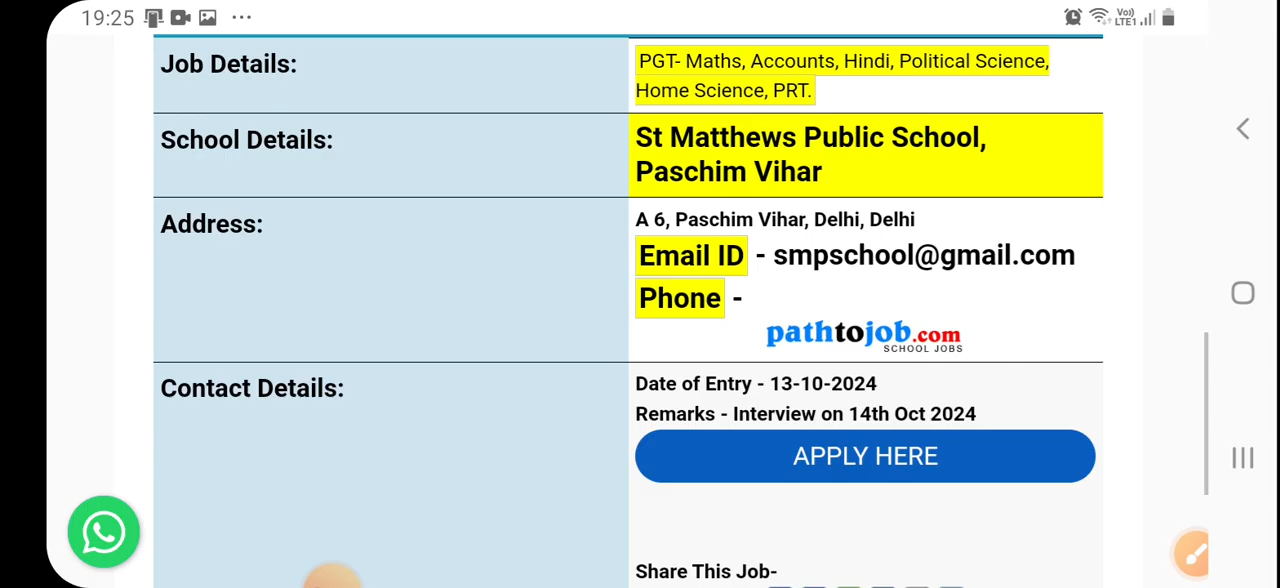 19:25
Vo)
LTE1
Job Details:
PGT- Maths, Accounts, Hindi, Political Science,
Home Science, PRT.
School Details:
St Matthews Public School,
Paschim Vihar
Address:
A 6, Paschim Vihar, Delhi, Delhi
Email ID - smpschool@gmail.com
Phone -
pathtojob.com
SCHOOL JOBS
Contact Details:
Date of Entry - 13-10-2024
Remarks - Interview on 14th Oct 2024
APPLY HERE
Share This Job-